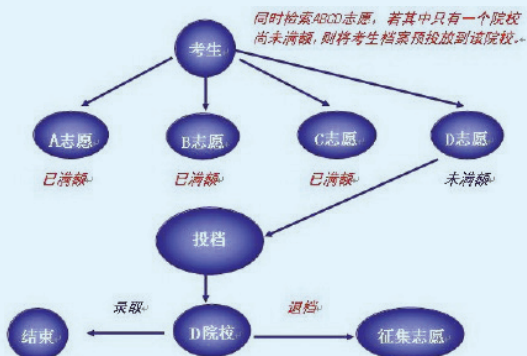 同时检索ABCD志愿，若其中只有一个院校
尚未满额，则将考生档案预投放到该院校。
考生
A志愿
B志愿
C志愿
D志愿
已满额
已满额
已满额
未满额
投档
录取
退档
结束
D院校
征集志愿